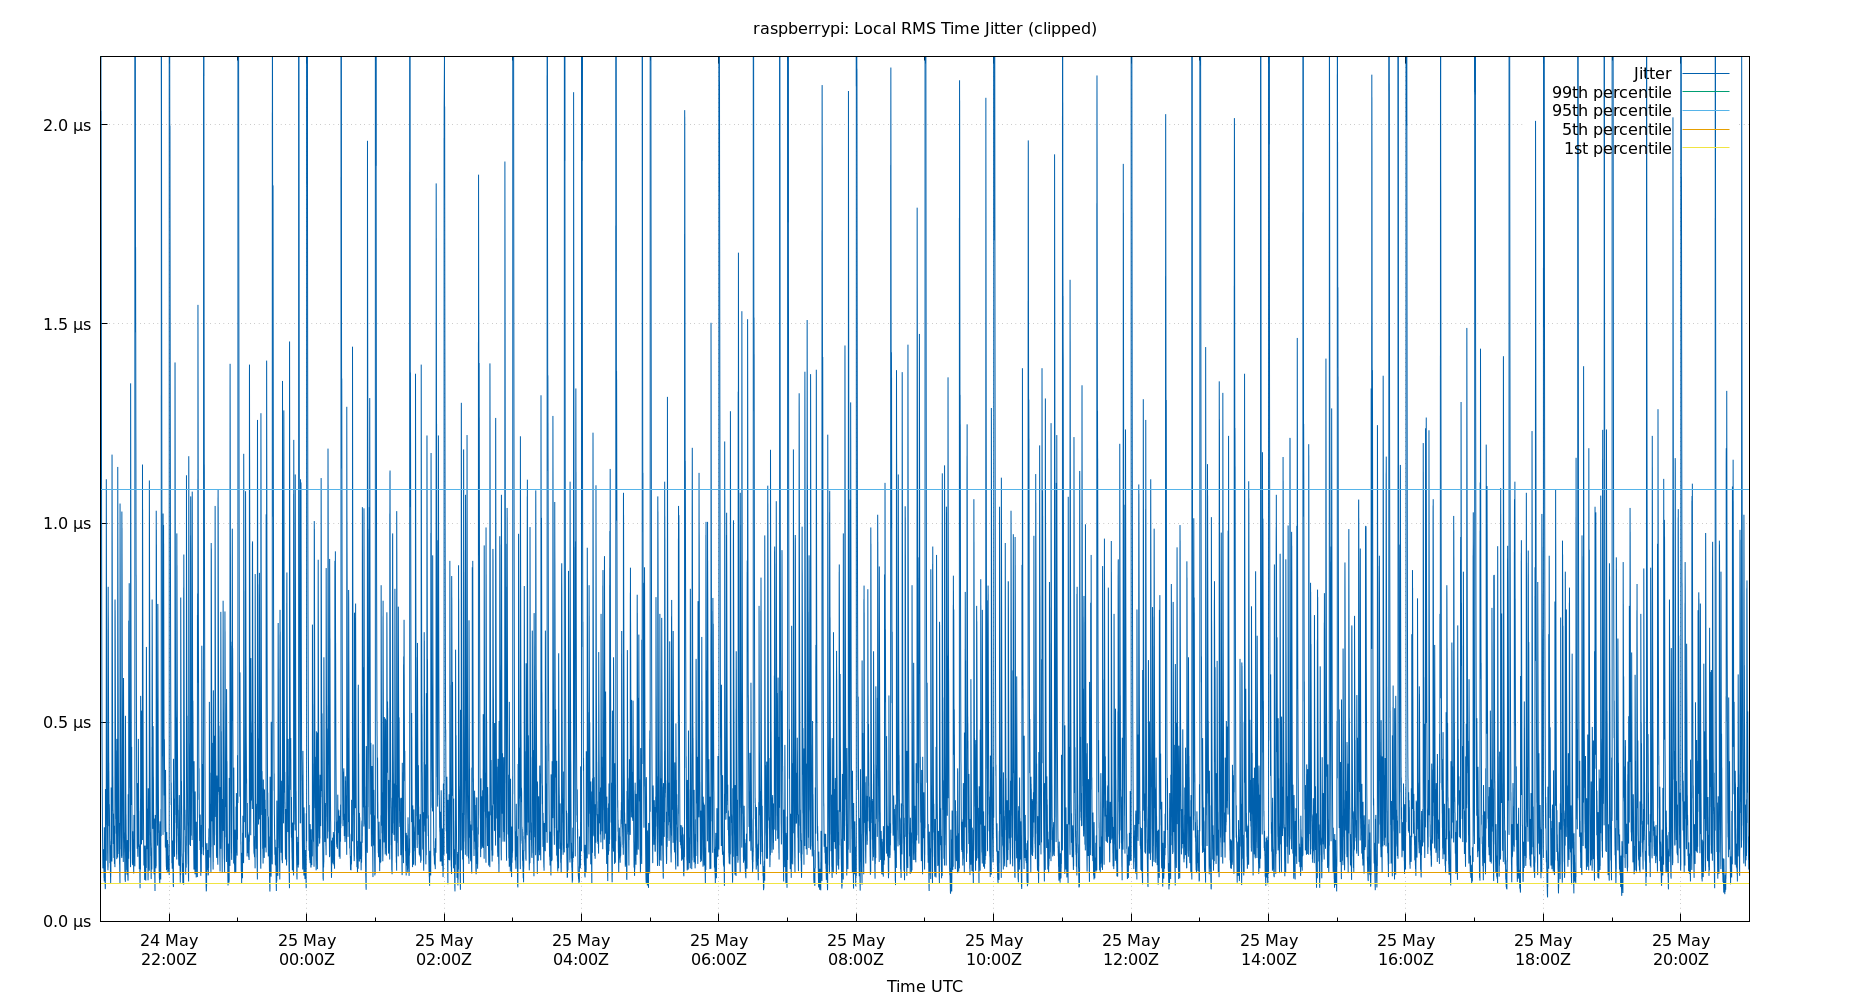 raspberrypi: Local RMS Time Jitter (clipped)
Jitter
99th percentile
95th percentile
5th percentile
1st percentile
2.0 µs
1.5 µs
1.0 µs
0.5 µs
0.0 µs
24 May 25 May 25 May 25 May 25 May 25 May 25 May 25 May 25 May 25 May 25 May 25 May
22:00Z 00:00Z 02:00Z 04:00Z 06:00Z 08:00Z 10:00Z 12:00Z 14:00Z 16:00Z 18:00Z 20:00Z
Time UTC